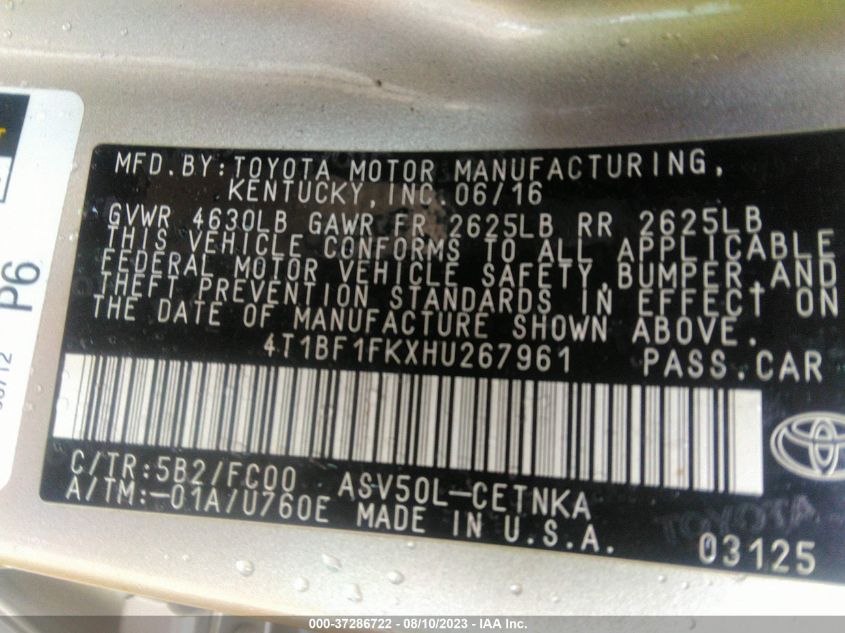 MFD.BY:TOYOTA MOTOR MANUFACTURING,
KENTUCKY,INC. 06/16
GVWR 4630LB GAWR FR 2625LB RR 2625LB
THIS VEHICLE CONFORMS TO ALL APPLICABLE
FEDERAL MOTOR VEHICLE SAFETY,BUMPER,AND
THEFT PREVENTION STANDARDS IN EFFECT ON
THE DATE OF MANUFACTURE SHOWN ABOVE.
4T1BF1FKXHU267961 PASS.CAR
C/TR:5B2/FC00 ASV50L-CETNKA
A/TM:-01A/U760E MADE IN U.S.A.
TOYOTA
03125
P6
000-37286722 - 08/10/2023 - IAA Inc.